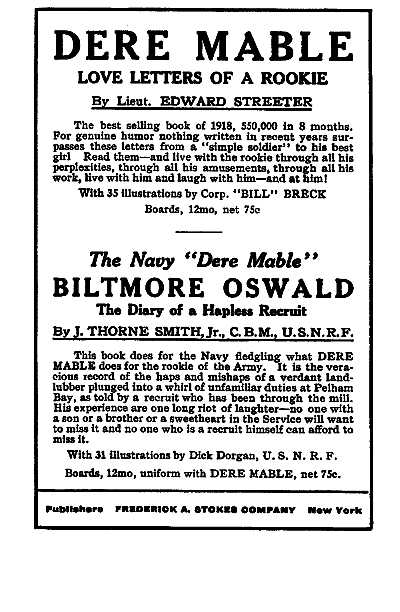 DERE MABLE
LOVE LETTERS OF A ROOKIE
By Lieut. EDWARD STREETER
The best selling book of 1918, 550,000 in 8 months.
For genuine humor nothing written in recent years sur-
passes these letters from a "simple soldier" to his best
girl Read them—and live with the rookie through all his
perplexities, through all his amusements, through all his
work, live with him and laugh with him—and at him!
With 35 illustrations by Corp. "BILL" BRECK
Boards, 12mo, net 75c
The Navy "Dere Mable"
BILTMORE OSWALD
The Diary of a Hapless Recruit
By J. THORNE SMITH, Jr., C. B. M., U. S. N. R. F.
This book does for the Navy fledgling what DERE
MABLE does for the rookie of the Army. It is the vera-
cious record of the haps and mishaps of a verdant land-
lubber plunged into a whirl of unfamiliar duties at Pelham
Bay, as told by a recruit who has been through the mill.
His experience are one long riot of laughter—no one with
a son or a brother or a sweetheart in the Service will want
to miss it and no one who is a recruit himself can afford to
miss it.
With 31 illustrations by Dick Dorgan, U. S. N. R. F.
Boards, 12mo, uniform with DERE MABLE, net 75c.
Publishers FREDERICK A. STOKES COMPANY New York